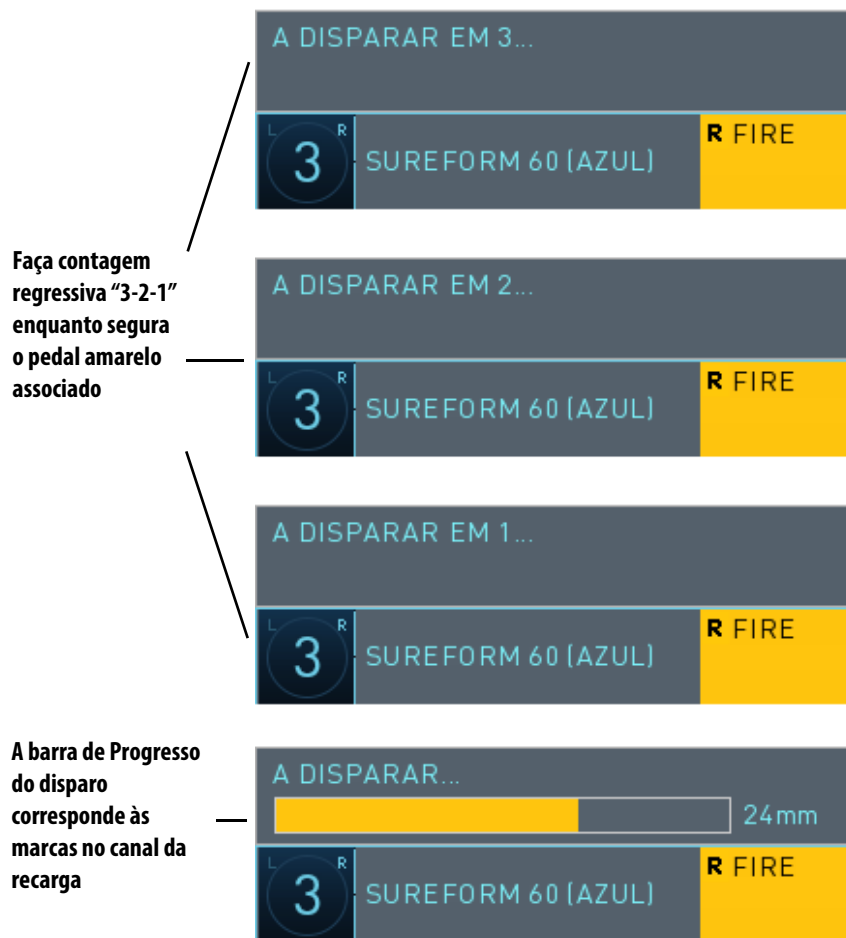 A DISPARAR EM 3...
L R
3 SUREFORM 60 (AZUL)
R FIRE
Faça contagem
regressiva “3-2-1”
enquanto segura
o pedal amarelo
associado
A DISPARAR EM 2...
L R
3 SUREFORM 60 (AZUL)
R FIRE
A DISPARAR EM 1...
L R
3 SUREFORM 60 (AZUL)
R FIRE
A barra de Progresso
do disparo
corresponde às
marcas no canal da
recarga
A DISPARAR...
24mm
L R
3 SUREFORM 60 (AZUL)
R FIRE